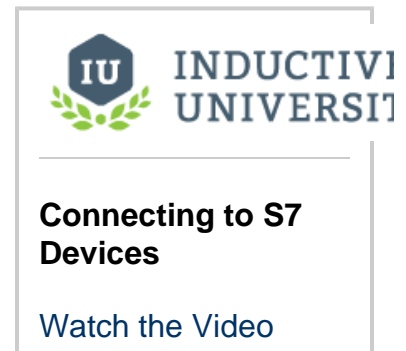 IU
INDUCTIVE
UNIVERSIT
Connecting to S7
Devices
Watch the Video